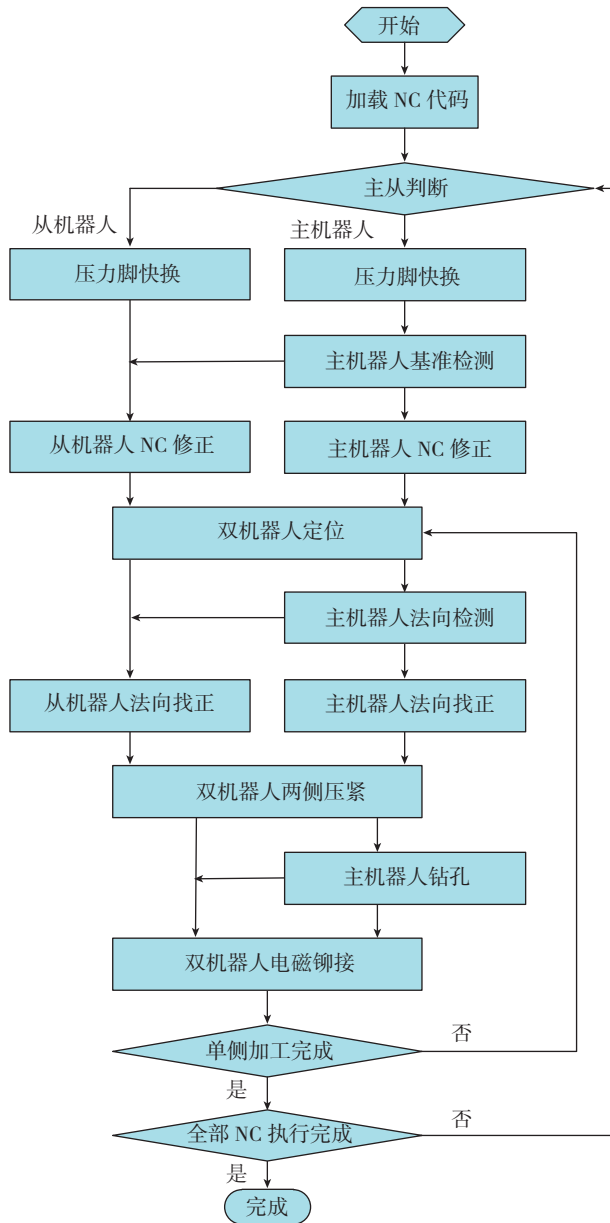 开始
加载 NC 代码
主从判断
从机器人
主机器人
压力脚快换
压力脚快换
主机器人基准检测
从机器人 NC 修正
主机器人 NC 修正
双机器人定位
主机器人法向检测
从机器人法向找正
主机器人法向找正
双机器人两侧压紧
主机器人钻孔
双机器人电磁铆接
单侧加工完成
否
是
全部 NC 执行完成
否
是
完成